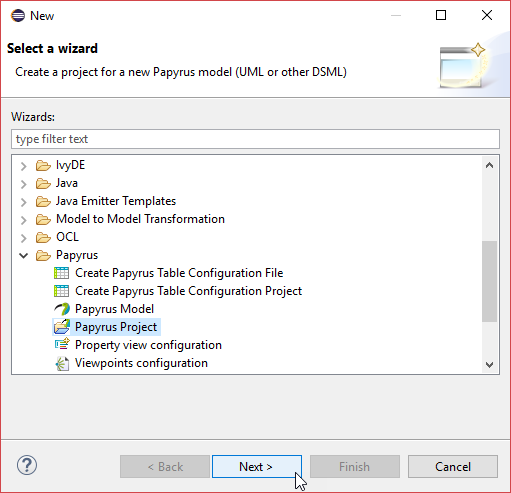 New
Select a wizard
Create a project for a new Papyrus model (UML or other DSML)
Wizards:
type filter text
IvyDE
Java
Java Emitter Templates
Model to Model Transformation
OCL
Papyrus
Create Papyrus Table Configuration File
Create Papyrus Table Configuration Project
Papyrus Model
Papyrus Project
Property view configuration
Viewpoints configuration
? < Back Next > Finish Cancel